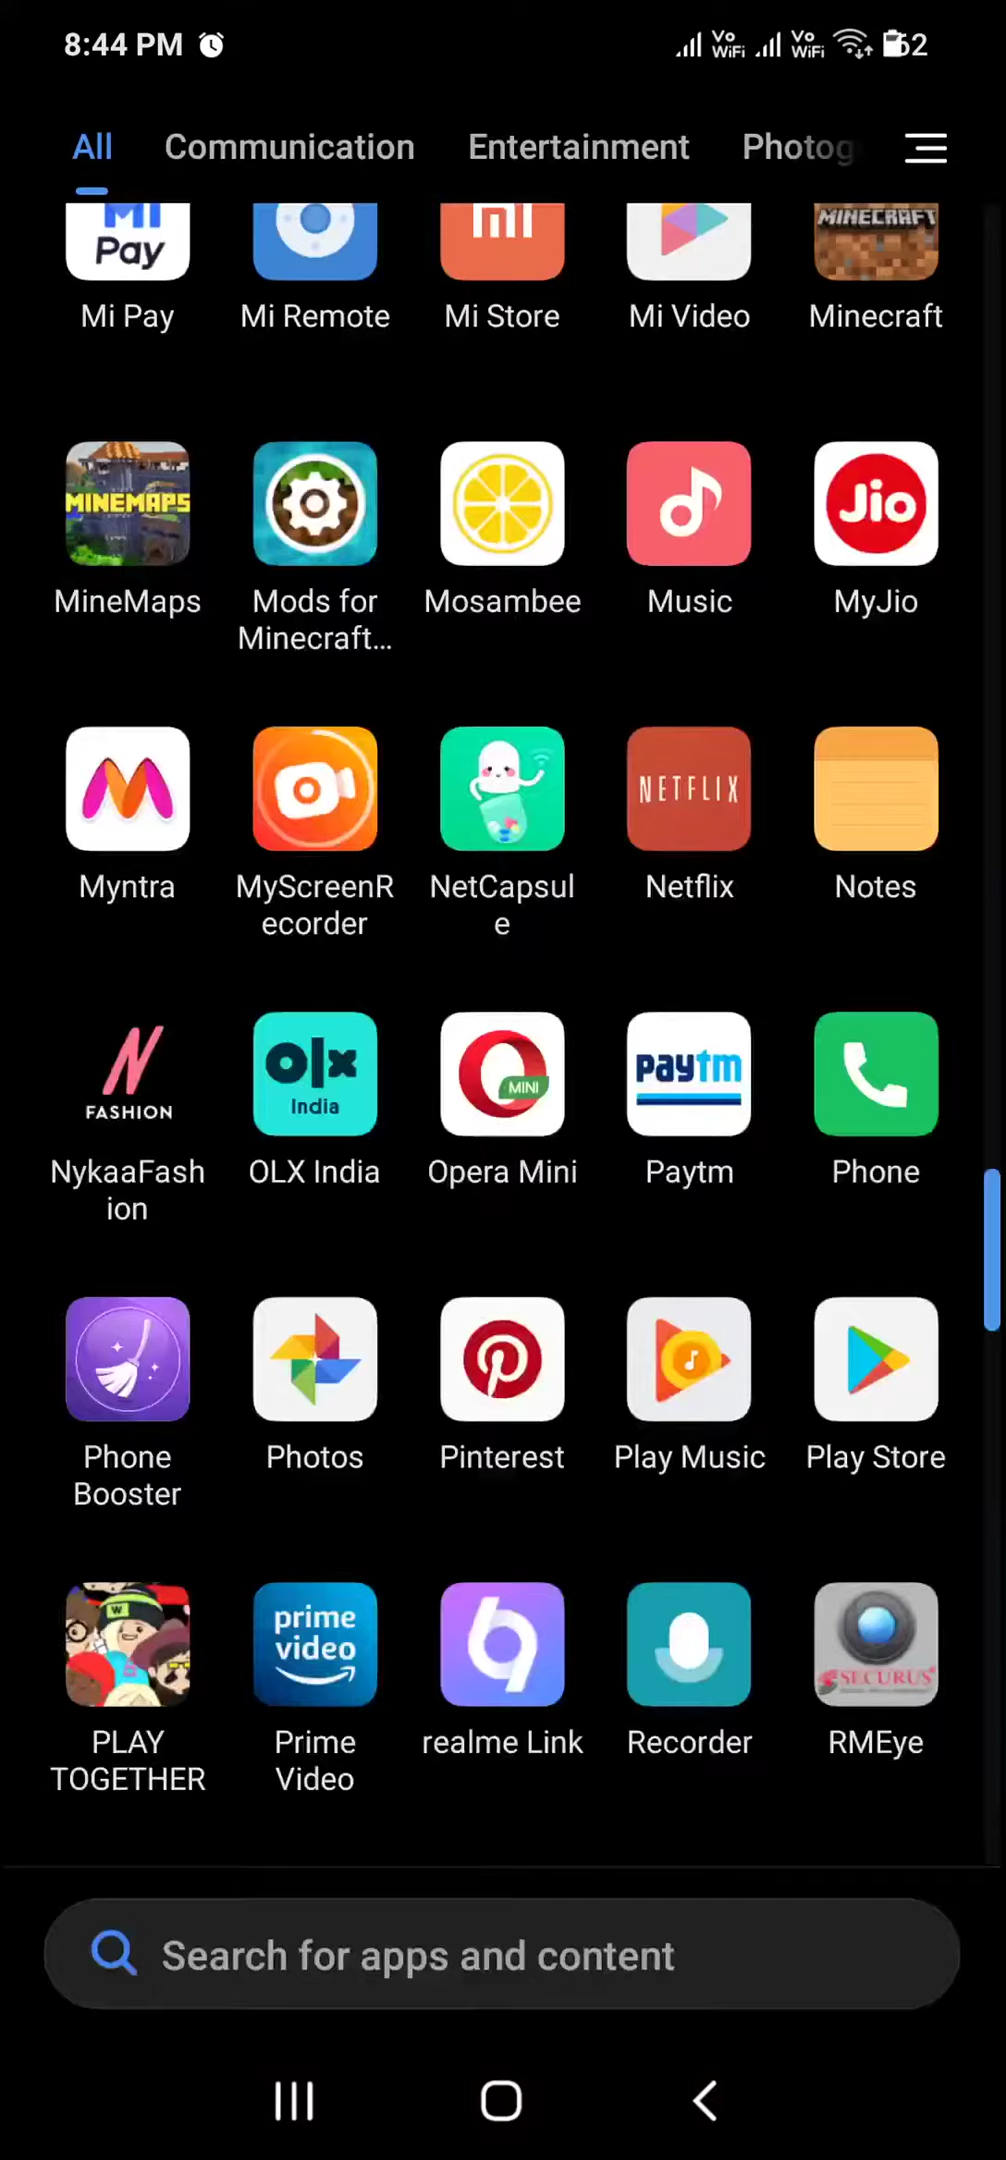 8:44 PM Vo WiFi Vo WiFi 62
All Communication Entertainment Photog
MI Pay mi MINECRAFT
Mi Pay Mi Remote Mi Store Mi Video Minecraft
MINEMAPS Jio
MineMaps Mods for Mosambee Music MyJio
Minecraft...
NETFLIX
Myntra MyScreenR NetCapsul Netflix Notes
ecorder e
N FASHION olx India MINI paytm
NykaaFash OLX India Opera Mini Paytm Phone
ion
Phone Photos Pinterest Play Music Play Store
Booster
W prime video SECURUS
PLAY Prime realme Link Recorder RMEye
TOGETHER Video
Search for apps and content